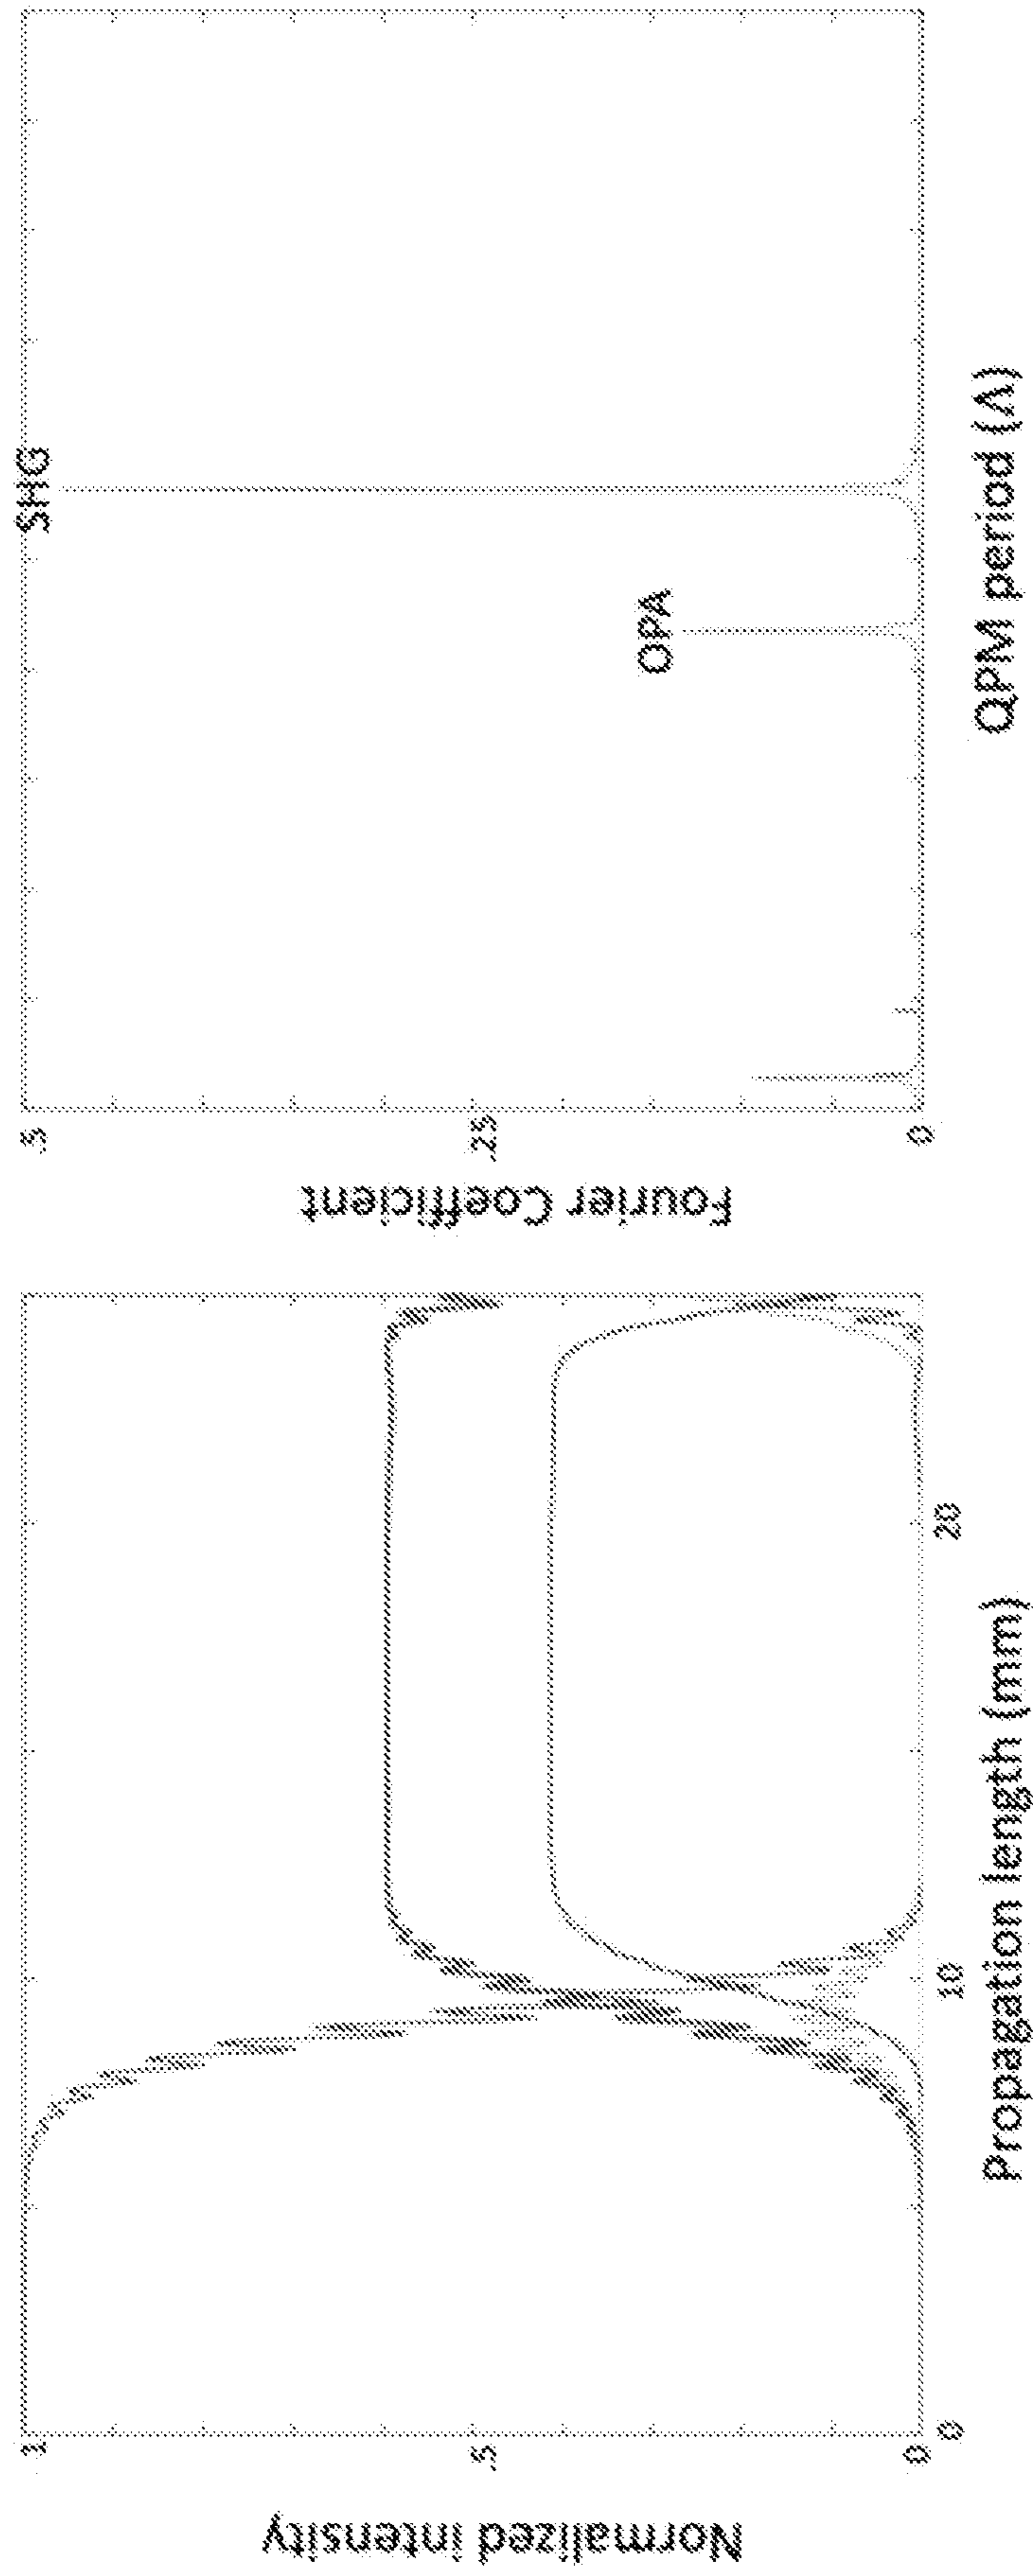 Normalized intensity
1
.5
0
0
10
20
Propagation length (mm)
Fourier Coefficient
.5
.25
0
SHG
OPA
QPM period (Λ)